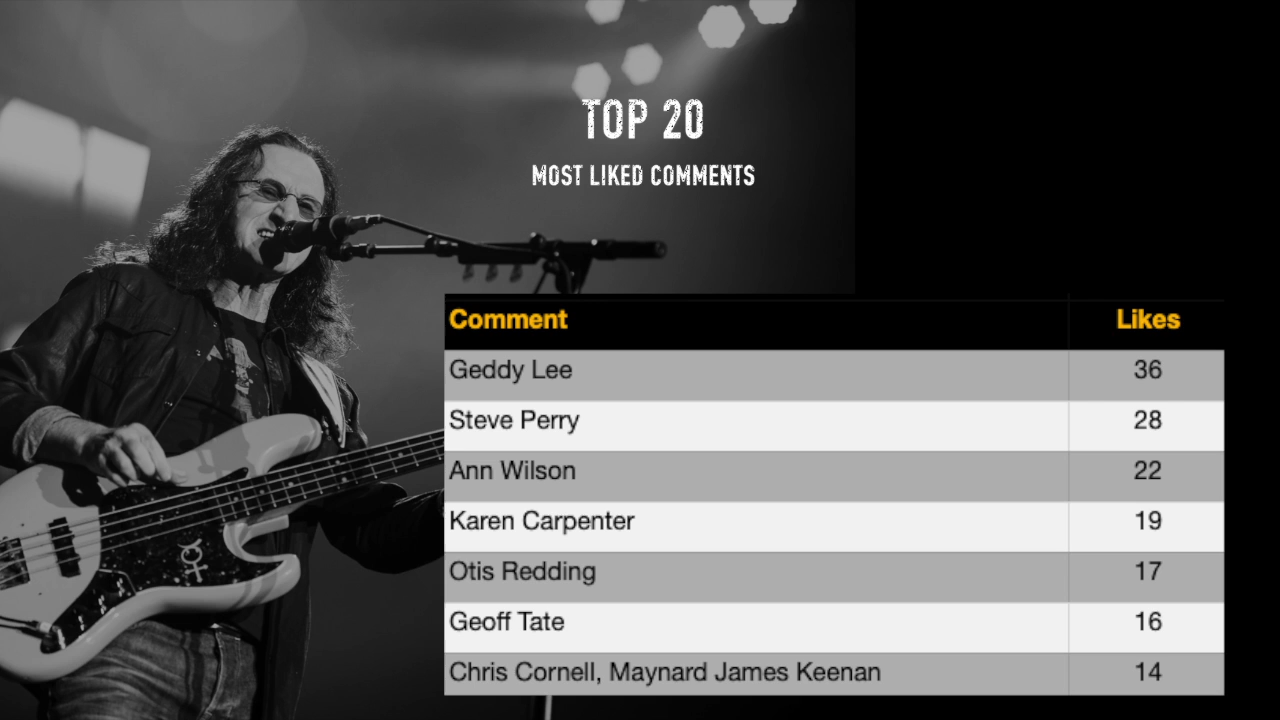 TOP 20
MOST LIKED COMMENTS
Comment Likes
Geddy Lee 36
Steve Perry 28
Ann Wilson 22
Karen Carpenter 19
Otis Redding 17
Geoff Tate 16
Chris Cornell, Maynard James Keenan 14